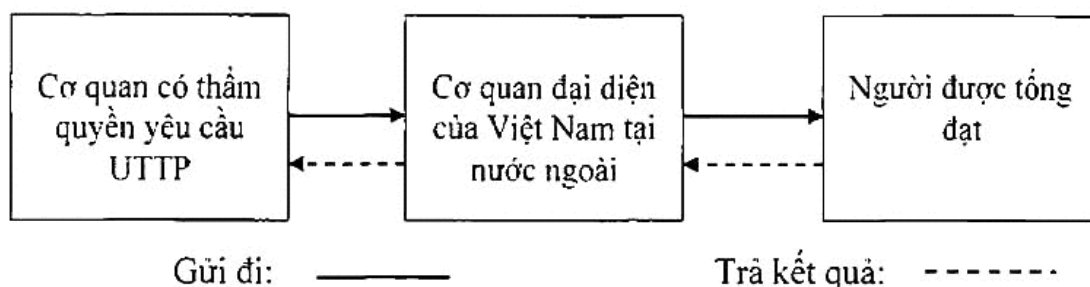 Cơ quan có thẩm
quyền yêu cầu
UTTP
Cơ quan đại diện
của Việt Nam tại
nước ngoài
Người được tống
đạt
Gửi đi:
Trả kết quả: